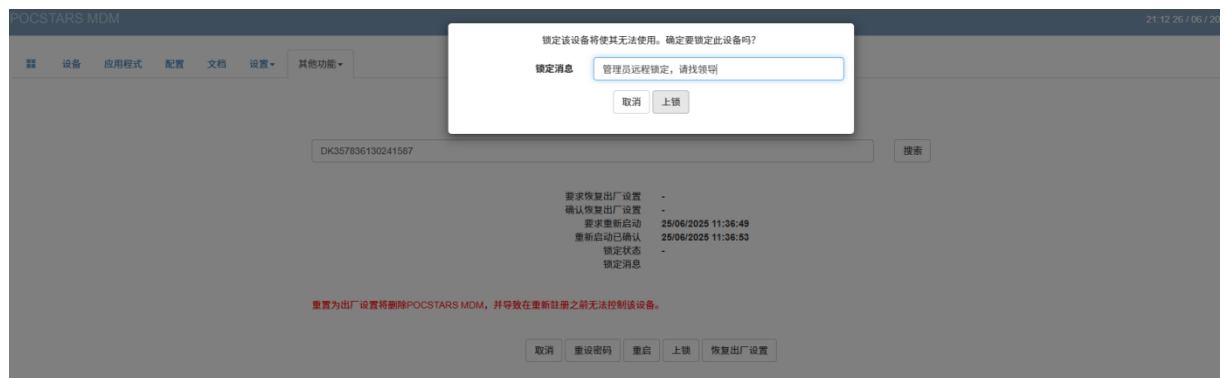 POCSTARS MDM
21:12 26 / 06 / 20
锁定该设备将使其无法使用。确定要锁定此设备吗?
锁定消息 管理员远程锁定，请找领导
取消 上锁
设备 应用程式 配置 文档 设置 其他功能
DK357836130241587 搜索
要求恢复出厂设置 -
确认恢复出厂设置 -
要求重新启动 25/06/2025 11:36:49
重新启动已确认 25/06/2025 11:36:53
锁定状态 -
锁定消息
重置为出厂设置将删除POCSTARS MDM，并导致在重新註册之前无法控制该设备。
取消 重设密码 重启 上锁 恢复出厂设置